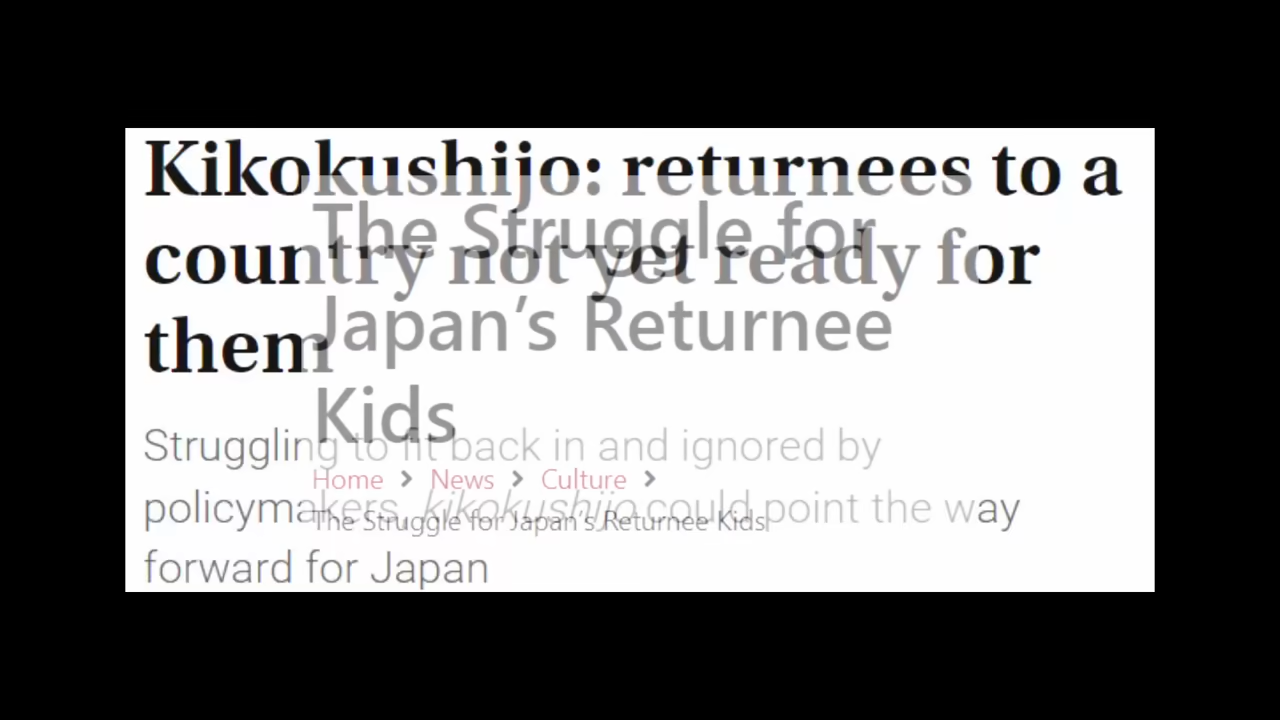 Kikokushijo: returnees to a
country not yet ready for
them
Struggling to fit back in and ignored by
policymakers, kikokushijo could point the way
forward for Japan
The Struggle for
Japan’s Returnee
Kids
Home > News > Culture >
The Struggle for Japan’s Returnee Kids